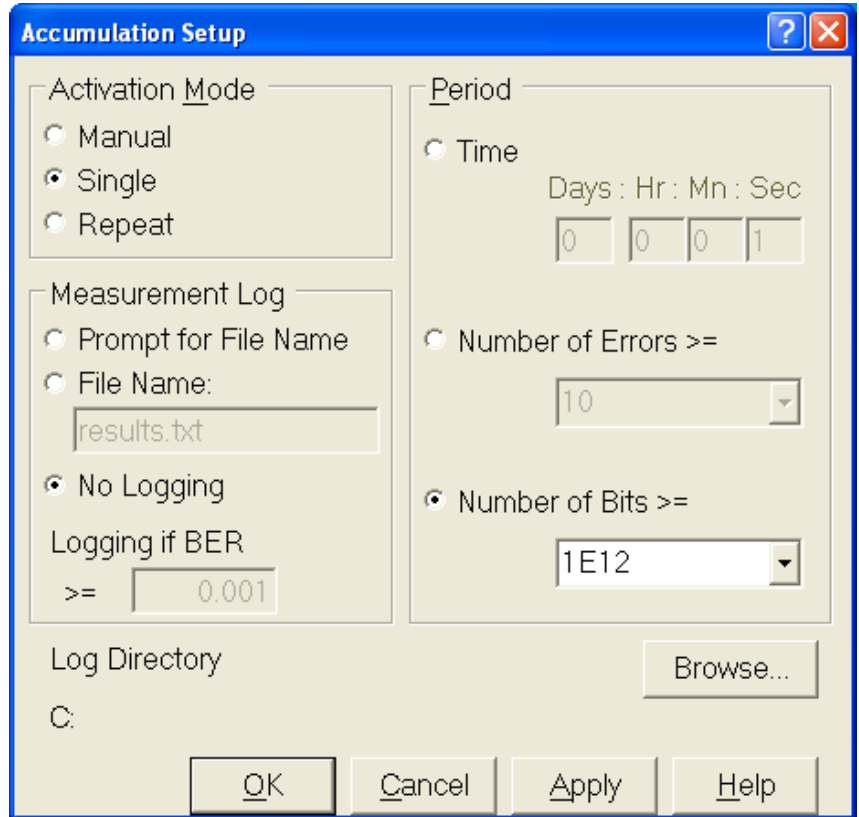 Accumulation Setup
Activation Mode
Manual
Single
Repeat
Measurement Log
Prompt for File Name
File Name:
results.txt
No Logging
Logging if BER
>= 0.001
Period
Time
Days : Hr : Mn : Sec
0 0 0 1
Number of Errors >=
10
Number of Bits >=
1E12
Log Directory
Browse...
C:
OK Cancel Apply Help